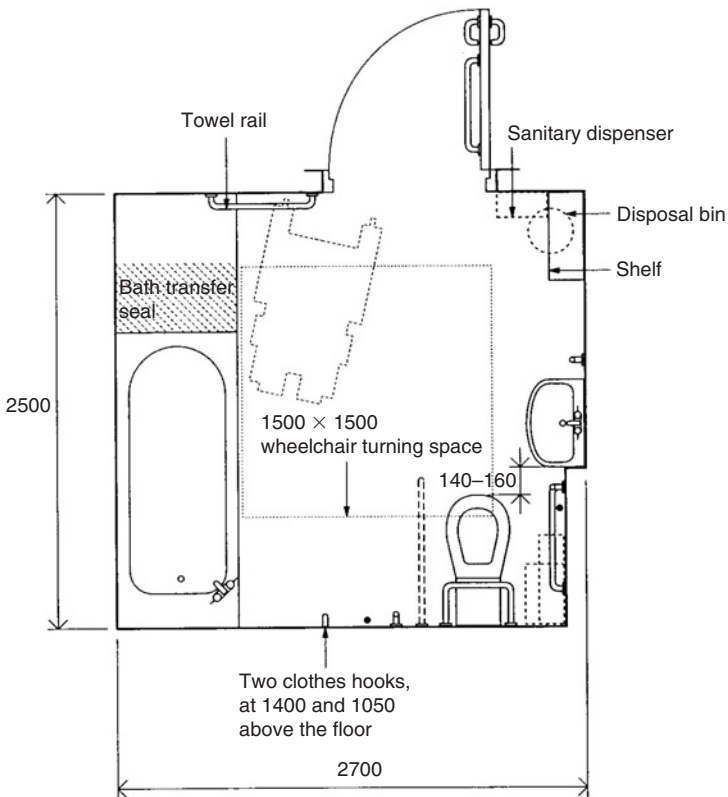 Towel rail
Sanitary dispenser
Disposal bin
Shelf
Bath transfer
seal
2500
1500 × 1500
wheelchair turning space
140–160
Two clothes hooks,
at 1400 and 1050
above the floor
2700